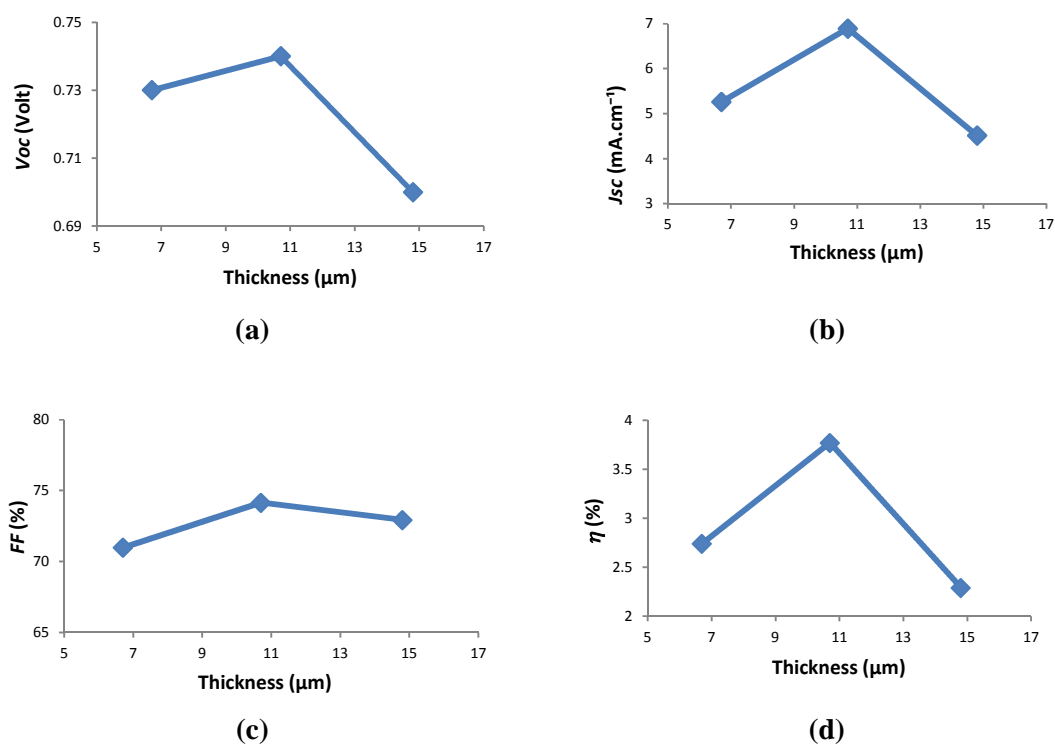 0.75
0.73
0.71
0.69
Voc (Volt)
5 7 9 11 13 15 17
Thickness (µm)
(a)
7
6
5
4
3
Jsc (mA.cm⁻¹)
5 7 9 11 13 15 17
Thickness (µm)
(b)
80
75
70
65
FF (%)
5 7 9 11 13 15 17
Thickness (µm)
(c)
4
3.5
3
2.5
2
η (%)
5 7 9 11 13 15 17
Thickness (µm)
(d)